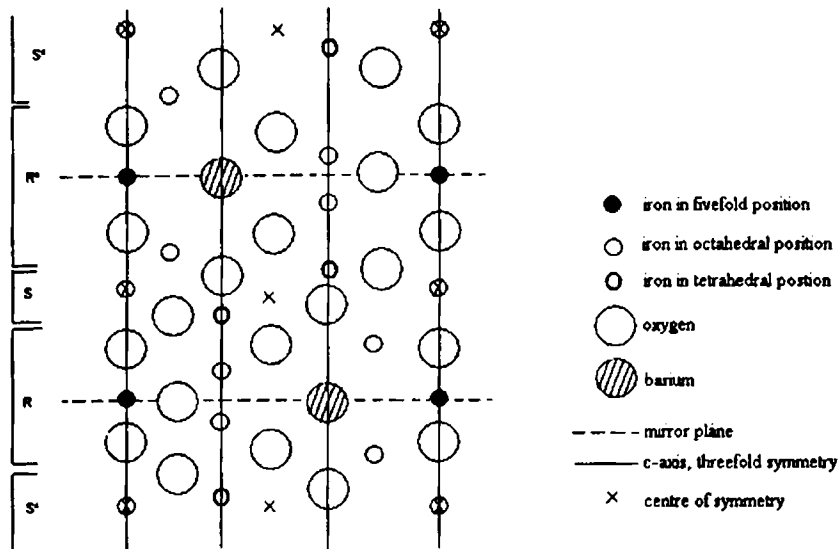 S*
R*
S
R
S*
iron in fivefold position
iron in octahedral position
iron in tetrahedral postion
oxygen
barium
mirror plane
c-axis, threefold symmetry
centre of symmetry